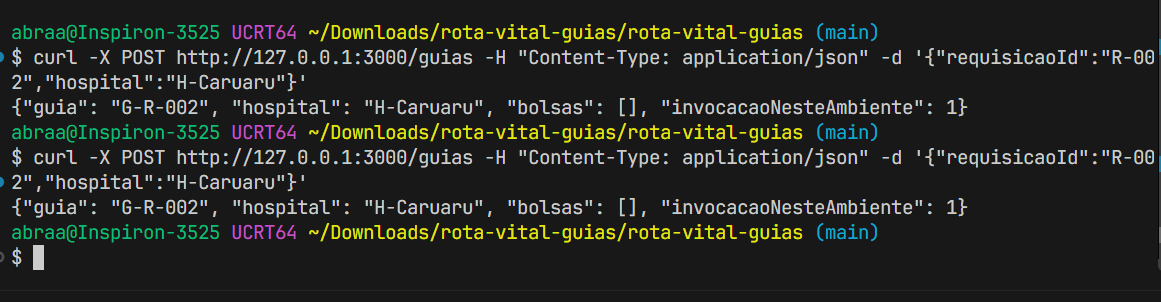 abraa@Inspiron-3525 UCRT64 ~/Downloads/rota-vital-guias/rota-vital-guias (main)
$ curl -X POST http://127.0.0.1:3000/guias -H "Content-Type: application/json" -d '{"requisicaoId":"R-00
2","hospital":"H-Caruaru"}'
{"guia": "G-R-002", "hospital": "H-Caruaru", "bolsas": [], "invocacaoNesteAmbiente": 1}
abraa@Inspiron-3525 UCRT64 ~/Downloads/rota-vital-guias/rota-vital-guias (main)
$ curl -X POST http://127.0.0.1:3000/guias -H "Content-Type: application/json" -d '{"requisicaoId":"R-00
2","hospital":"H-Caruaru"}'
{"guia": "G-R-002", "hospital": "H-Caruaru", "bolsas": [], "invocacaoNesteAmbiente": 1}
abraa@Inspiron-3525 UCRT64 ~/Downloads/rota-vital-guias/rota-vital-guias (main)
$